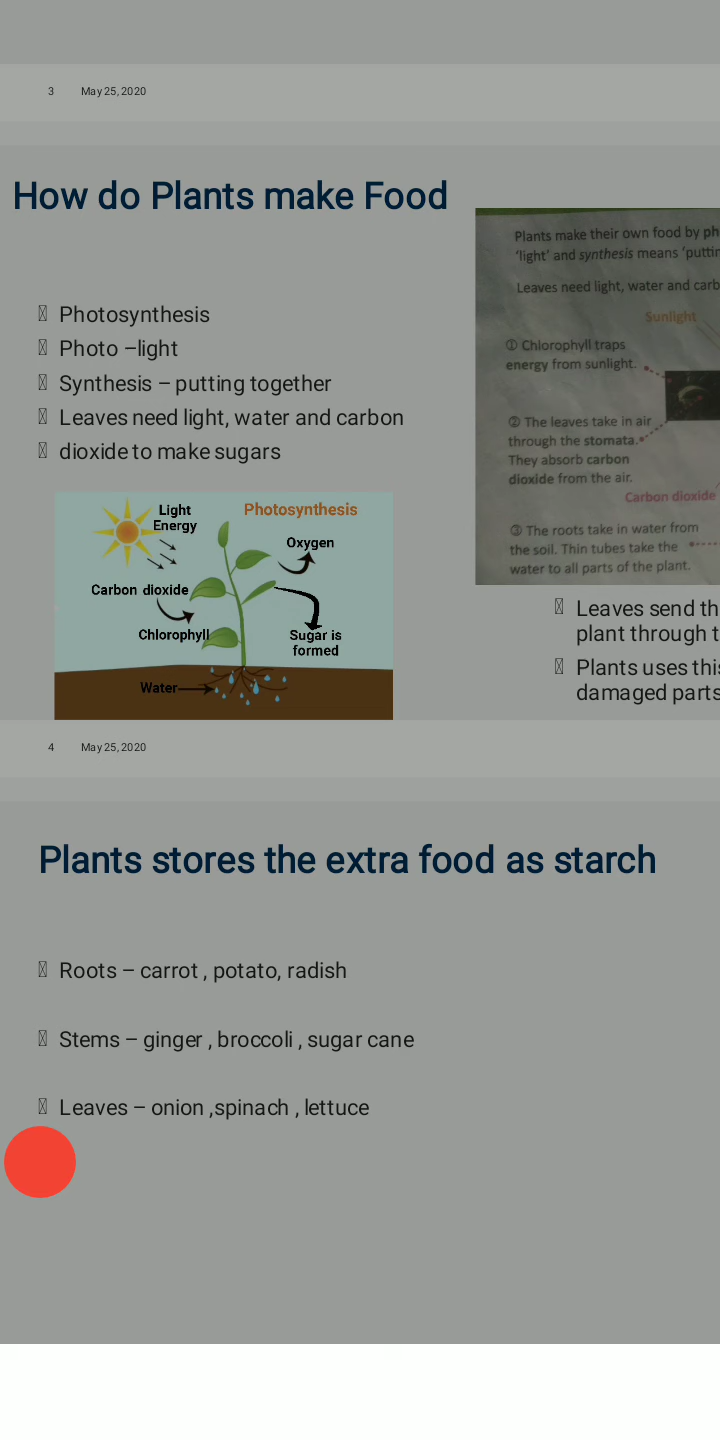 3 May 25, 2020
How do Plants make Food
Photosynthesis
Photo –light
Synthesis – putting together
Leaves need light, water and carbon
dioxide to make sugars
Light
Energy
Photosynthesis
Oxygen
Carbon dioxide
Chlorophyll
Sugar is
formed
Water
Plants make their own food by
'light' and synthesis means
Leaves need light, water and
Sunlight
① Chlorophyll traps
energy from sunlight.
② The leaves take in air
through the stomata.
They absorb carbon
dioxide from the air.
Carbon dioxide
③ The roots take in water from
the soil. Thin tubes take the
water to all parts of the plant.
Leaves send
plant through
Plants uses
damaged parts
4 May 25, 2020
Plants stores the extra food as starch
Roots – carrot , potato, radish
Stems – ginger , broccoli , sugar cane
Leaves – onion ,spinach , lettuce